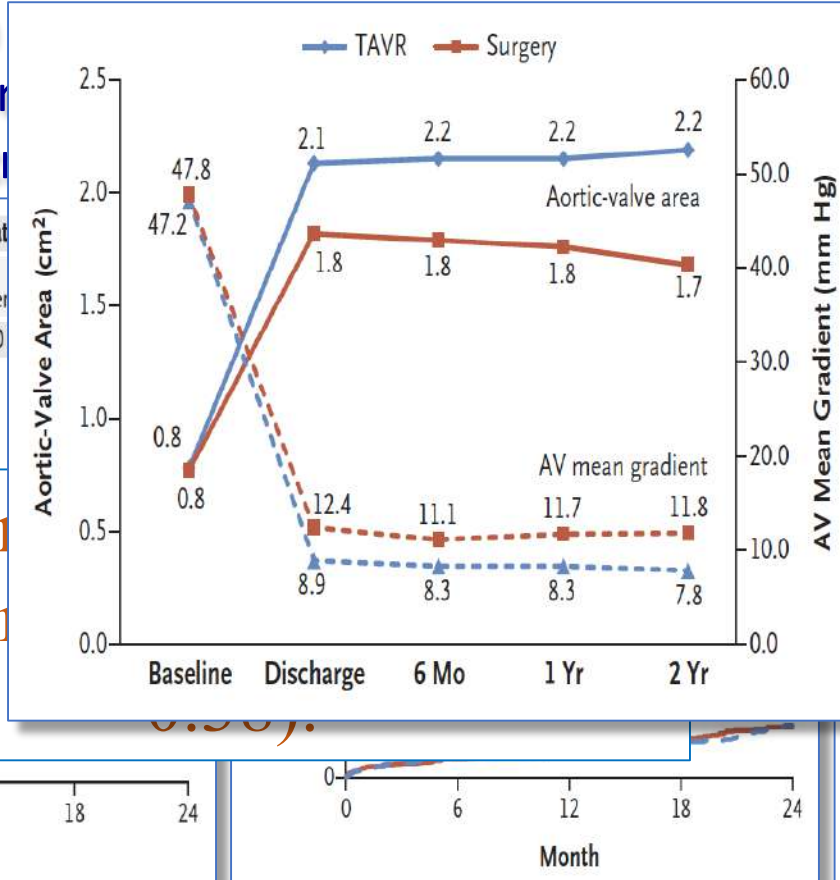 TAVR Surgery
2.5
2.0
1.5
1.0
0.5
0.0
Aortic-Valve Area (cm²)
60.0
50.0
40.0
30.0
20.0
10.0
0.0
AV Mean Gradient (mm Hg)
47.8
47.2
2.1 2.2 2.2 2.2
Aortic-valve area
1.8 1.8 1.8 1.7
0.8
0.8
AV mean gradient
12.4 11.1 11.7 11.8
8.9 8.3 8.3 7.8
Baseline Discharge 6 Mo 1 Yr 2 Yr
18 24
0
0 6 12 18 24
Month